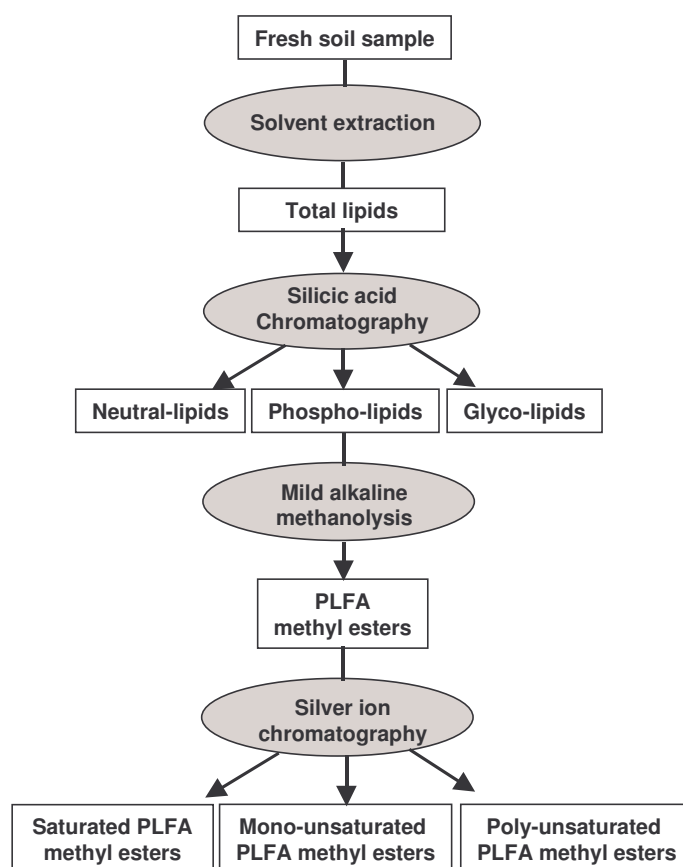 Fresh soil sample
Solvent extraction
Total lipids
Silicic acid
Chromatography
Neutral-lipids
Phospho-lipids
Glyco-lipids
Mild alkaline
methanolysis
PLFA
methyl esters
Silver ion
chromatography
Saturated PLFA
methyl esters
Mono-unsaturated
PLFA methyl esters
Poly-unsaturated
PLFA methyl esters